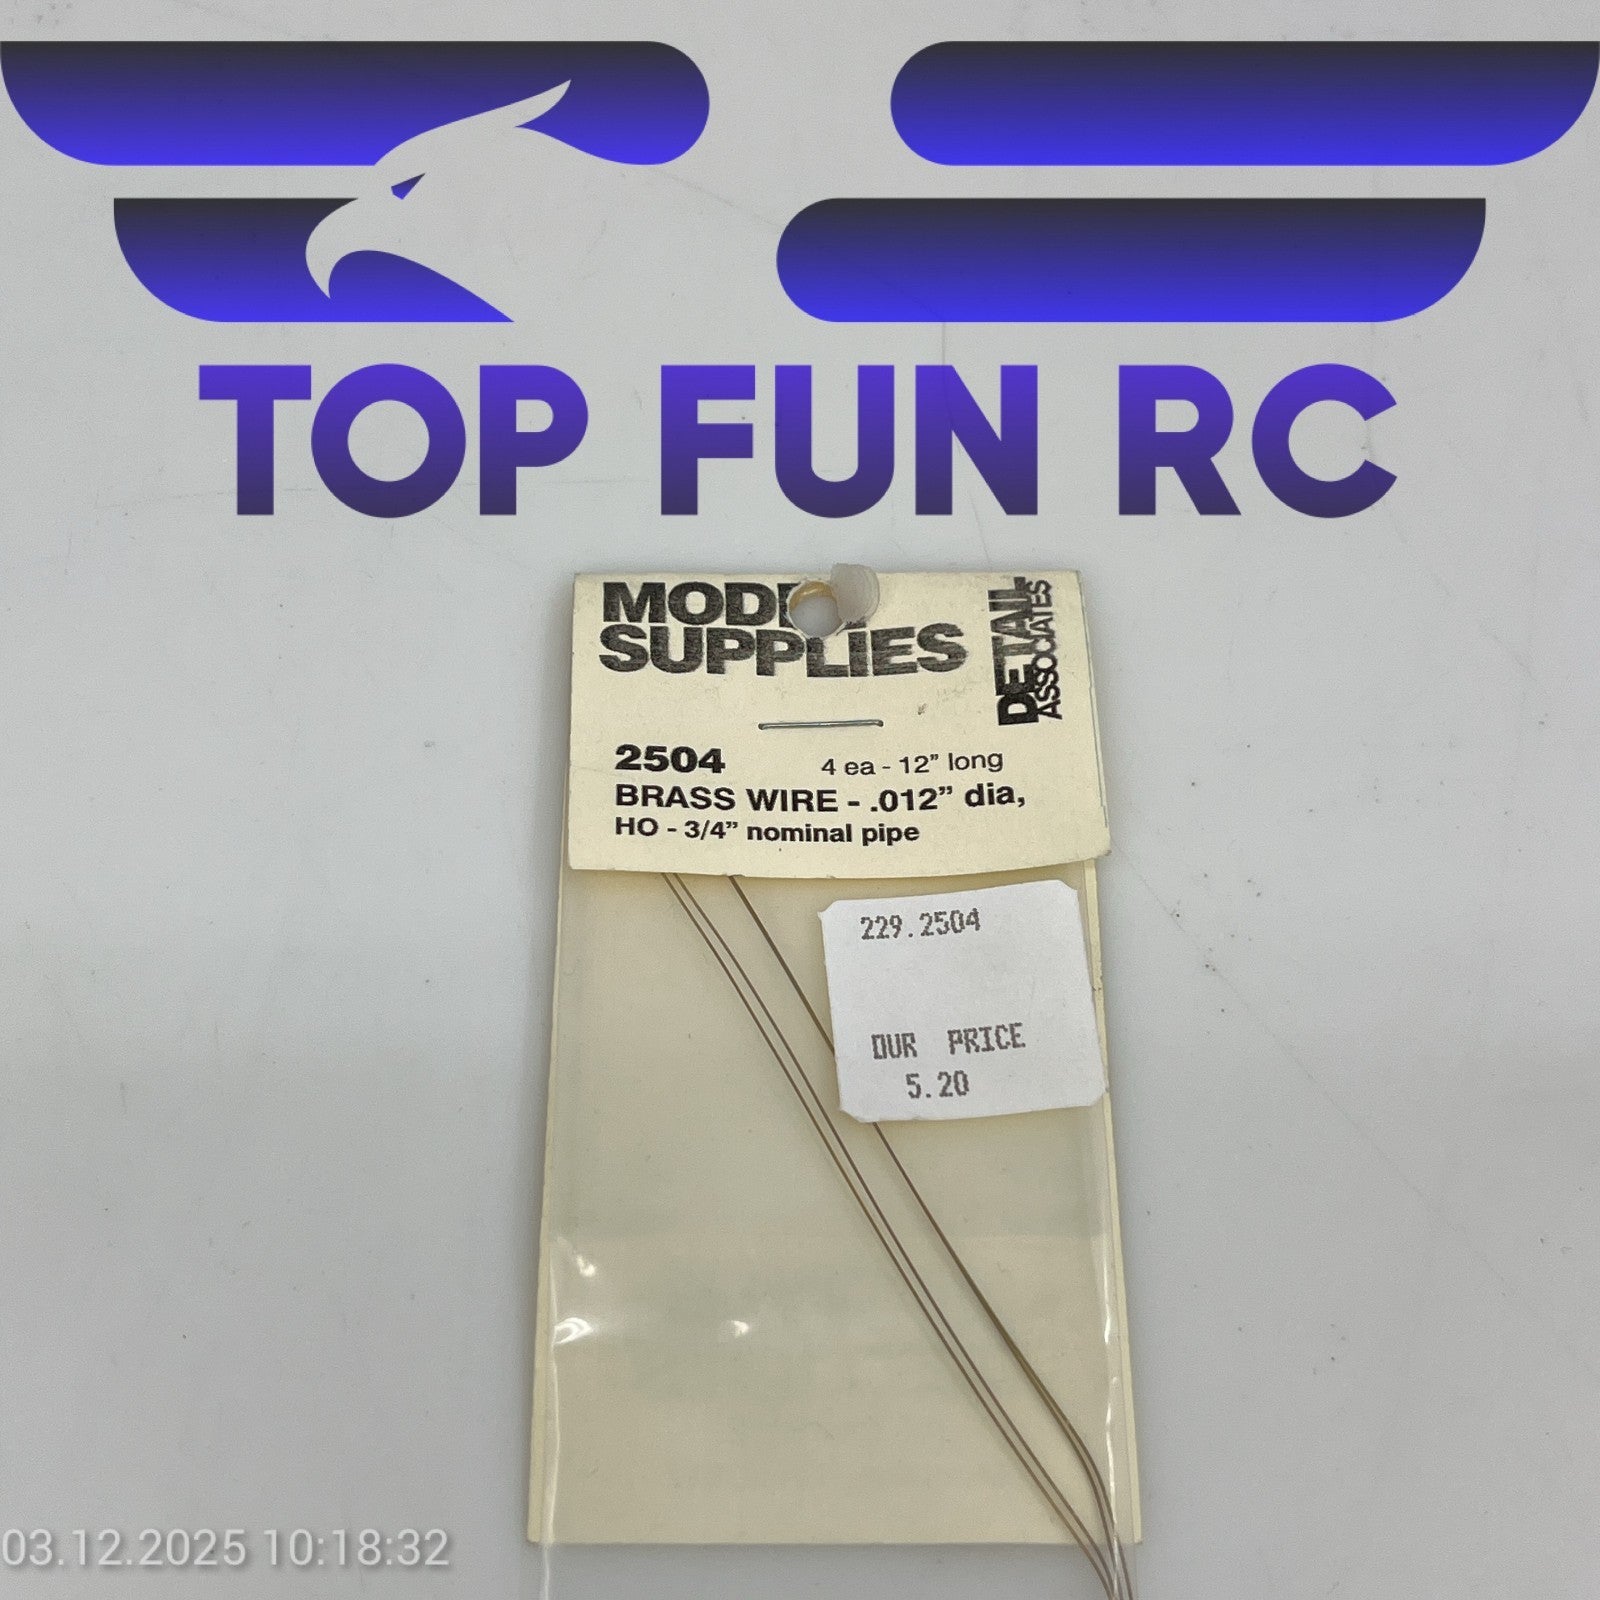 TOP FUN RC
SUPPLIES
DETAIL
ASSOCIATES
2504 4 ea - 12” long
BRASS WIRE - .012” dia,
HO - 3/4” nominal pipe
229.2504
OUR PRICE
5.20
03.12.2025 10:18:32